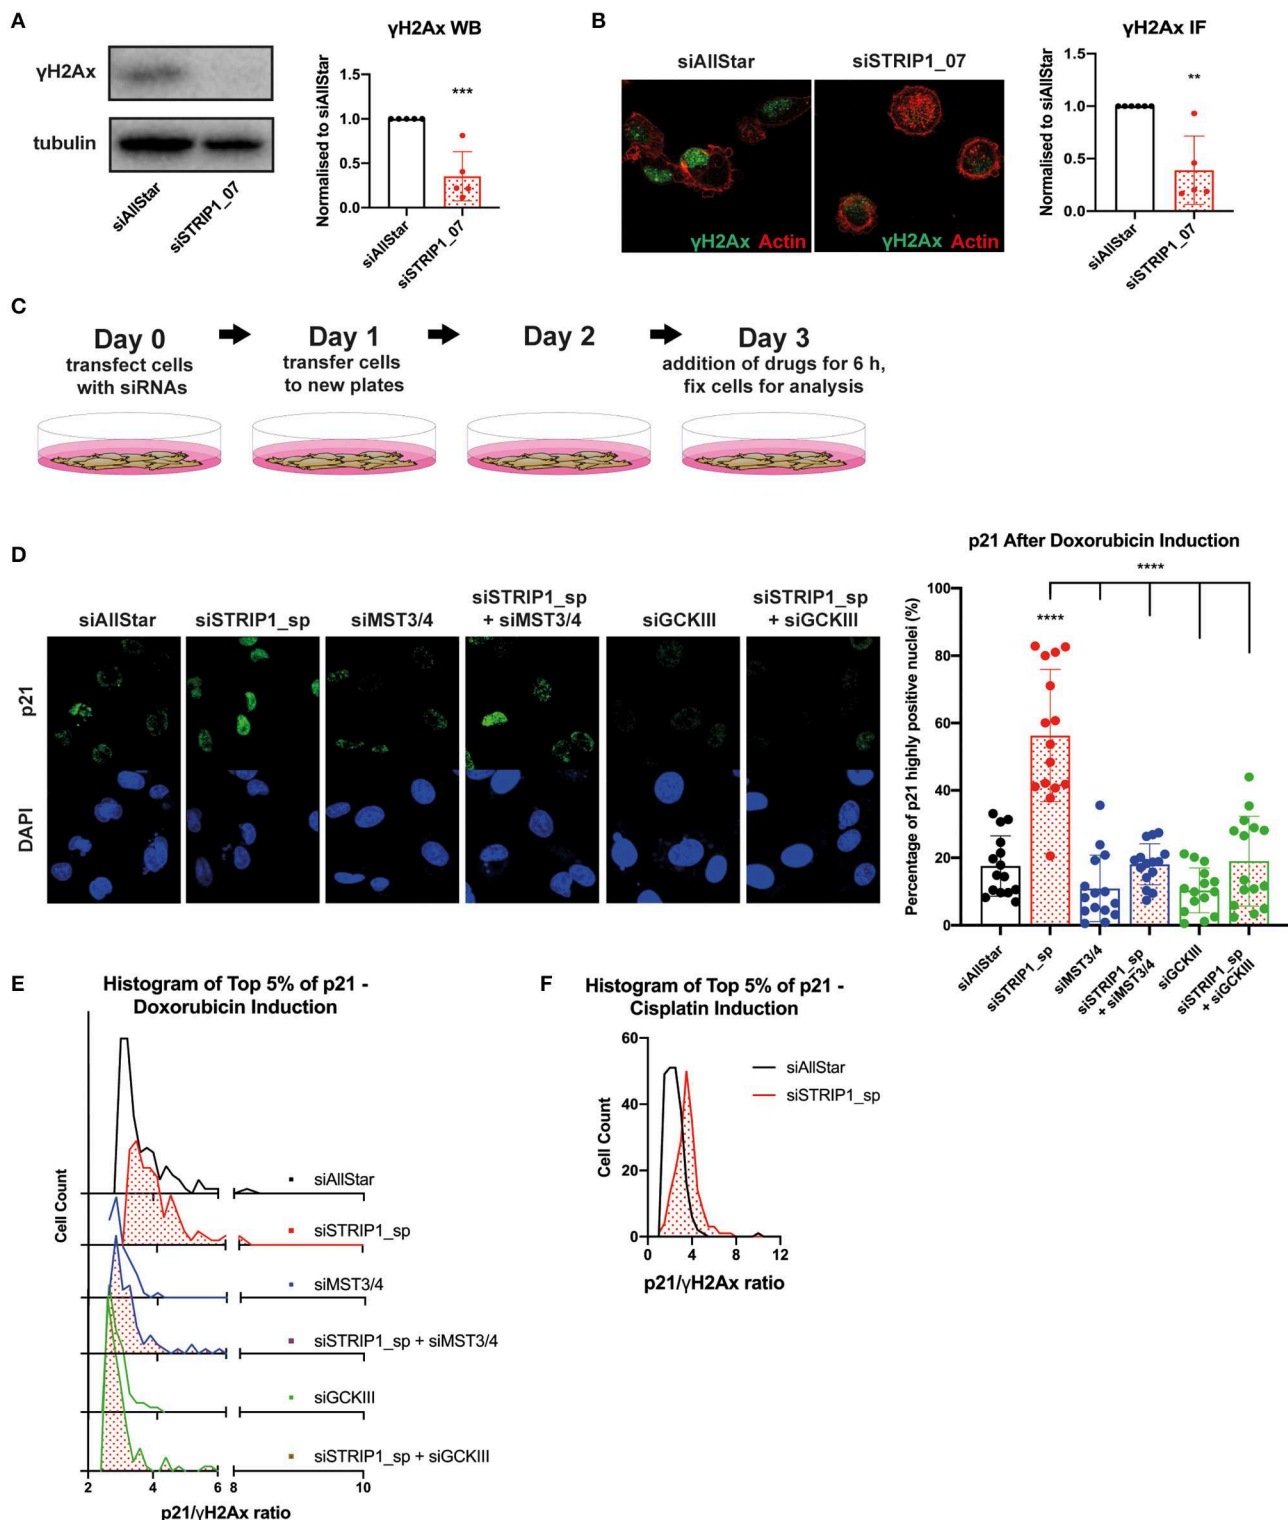 A
γH2Ax
tubulin
siAllStar
siSTRIP1_07
γH2Ax WB
Normalised to siAllStar
1.5
1.0
0.5
0.0
***
siAllStar
siSTRIP1_07
B
siAllStar
siSTRIP1_07
γH2Ax Actin
γH2Ax Actin
γH2Ax IF
Normalised to siAllStar
1.5
1.0
0.5
0.0
**
siAllStar
siSTRIP1_07
C
Day 0
transfect cells
with siRNAs
Day 1
transfer cells
to new plates
Day 2
Day 3
addition of drugs for 6 h,
fix cells for analysis
D
siAllStar
siSTRIP1_sp
siMST3/4
siSTRIP1_sp
+ siMST3/4
siGCKIII
siSTRIP1_sp
+ siGCKIII
p21
DAPI
p21 After Doxorubicin Induction
Percentage of p21 highly positive nuclei (%)
100
80
60
40
20
0
****
****
siAllStar
siSTRIP1_sp
siMST3/4
siSTRIP1_sp
+ siMST3/4
siGCKIII
siSTRIP1_sp
+ siGCKIII
E
Histogram of Top 5% of p21 -
Doxorubicin Induction
Cell Count
siAllStar
siSTRIP1_sp
siMST3/4
siSTRIP1_sp + siMST3/4
siGCKIII
siSTRIP1_sp + siGCKIII
2 4 6 8 10
p21/γH2Ax ratio
F
Histogram of Top 5% of p21 -
Cisplatin Induction
Cell Count
60
40
20
0
siAllStar
siSTRIP1_sp
0 4 8 12
p21/γH2Ax ratio